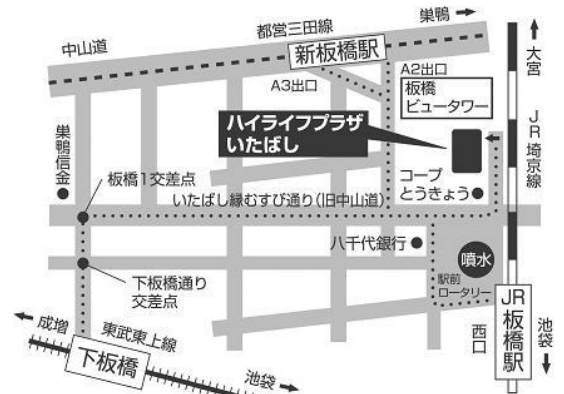 巣鴨
都営三田線
中山道
新板橋駅
大宮
A3出口
A2出口
板橋
ビュータワー
ハイライフプラザ
いたばし
JR埼京線
巣鴨信金
板橋1交差点
コープ
とうきょう
いたばし縁むすび通り(旧中山道)
八千代銀行
噴水
駅前
ロータリー
下板橋通り
交差点
JR
板橋駅
西口
池袋
成増
東武東上線
下板橋
池袋